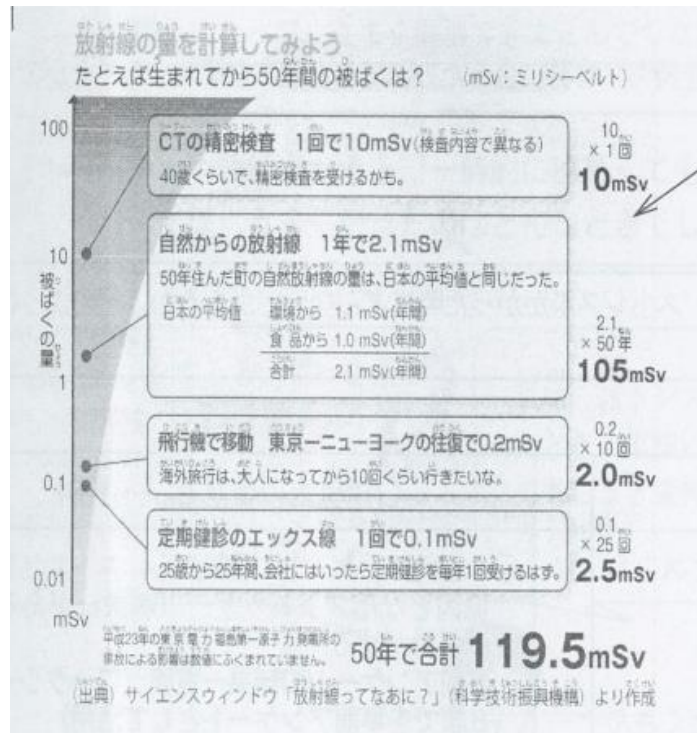 放射線の量を計算してみよう
たとえば生まれてから50年間の被ばくは? (mSv:ミリシーベルト)
100
10
1
0.1
0.01
mSv
被ばくの量
CTの精密検査 1回で10mSv(検査内容で異なる)
40歳くらいで、精密検査を受けるかも。
10
×1回
10mSv
自然からの放射線 1年で2.1mSv
50年住んだ町の自然放射線の量は、日本の平均値と同じだった。
日本の平均値 環境から 1.1 mSv(年間)
食品から 1.0 mSv(年間)
合計 2.1 mSv(年間)
2.1
×50年
105mSv
飛行機で移動 東京ーニューヨークの往復で0.2mSv
海外旅行は、大人になってから10回くらい行きたいな。
0.2
×10回
2.0mSv
定期健診のエックス線 1回で0.1mSv
25歳から25年間、会社にはいったら定期健診を毎年1回受けるはず。
0.1
×25回
2.5mSv
平成23年の東京電力福島第一原子力発電所の
事故による影響は数値にふくまれていません。
50年で合計 119.5mSv
(出典) サイエンスウィンドウ「放射線ってなあに?」(科学技術振興機構) より作成